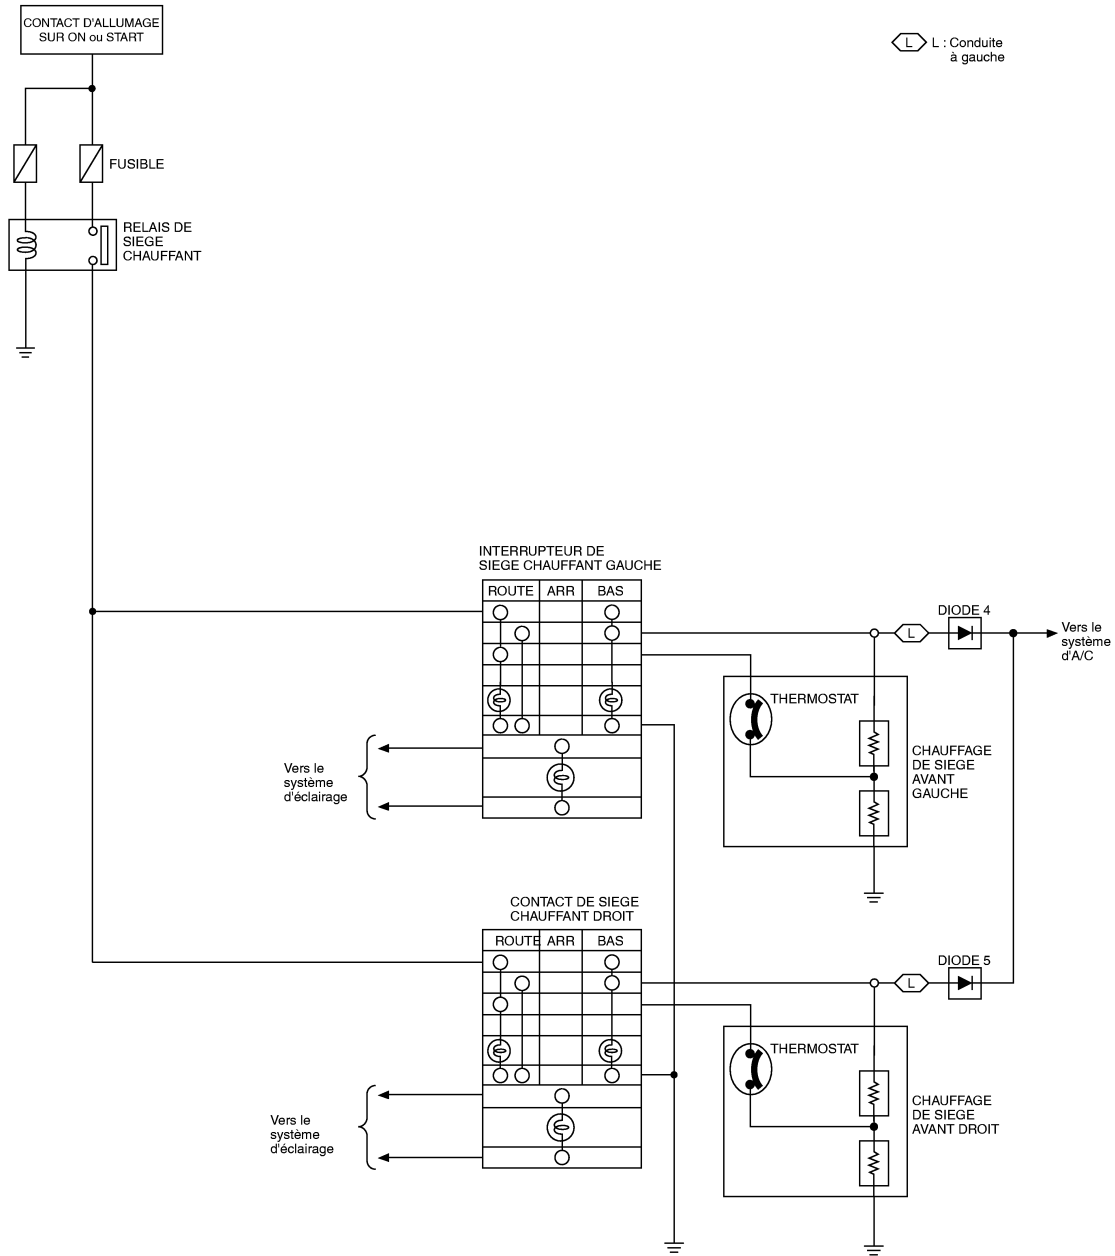 CONTACT D'ALLUMAGE
SUR ON ou START
L
L : Conduite
à gauche
FUSIBLE
RELAIS DE
SIEGE
CHAUFFANT
INTERRUPTEUR DE
SIEGE CHAUFFANT GAUCHE
ROUTE ARR BAS
DIODE 4
L
Vers le
système
d'A/C
THERMOSTAT
CHAUFFAGE
DE SIEGE
AVANT
GAUCHE
Vers le
système
d'éclairage
CONTACT DE SIEGE
CHAUFFANT DROIT
ROUTE ARR BAS
DIODE 5
L
THERMOSTAT
CHAUFFAGE
DE SIEGE
AVANT DROIT
Vers le
système
d'éclairage